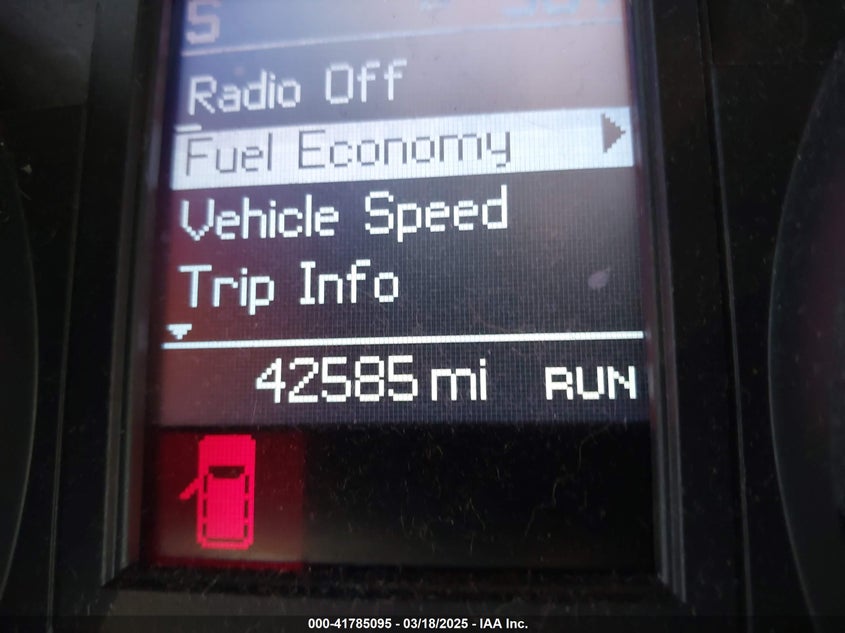 S
Radio Off
Fuel Economy
Vehicle Speed
Trip Info
42585 mi RUN
000-41785095 - 03/18/2025 - IAA Inc.